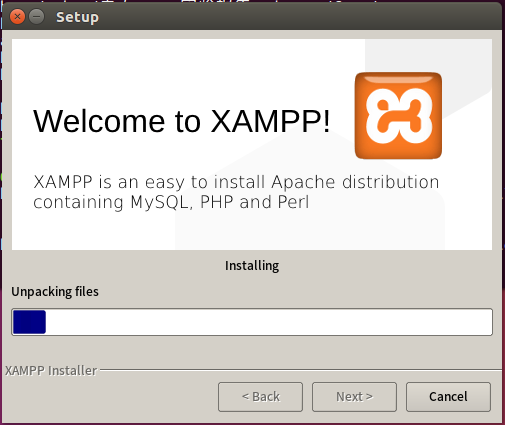 Setup
Welcome to XAMPP!
XAMPP is an easy to install Apache distribution
containing MySQL, PHP and Perl
Installing
Unpacking files
XAMPP Installer
< Back
Next >
Cancel